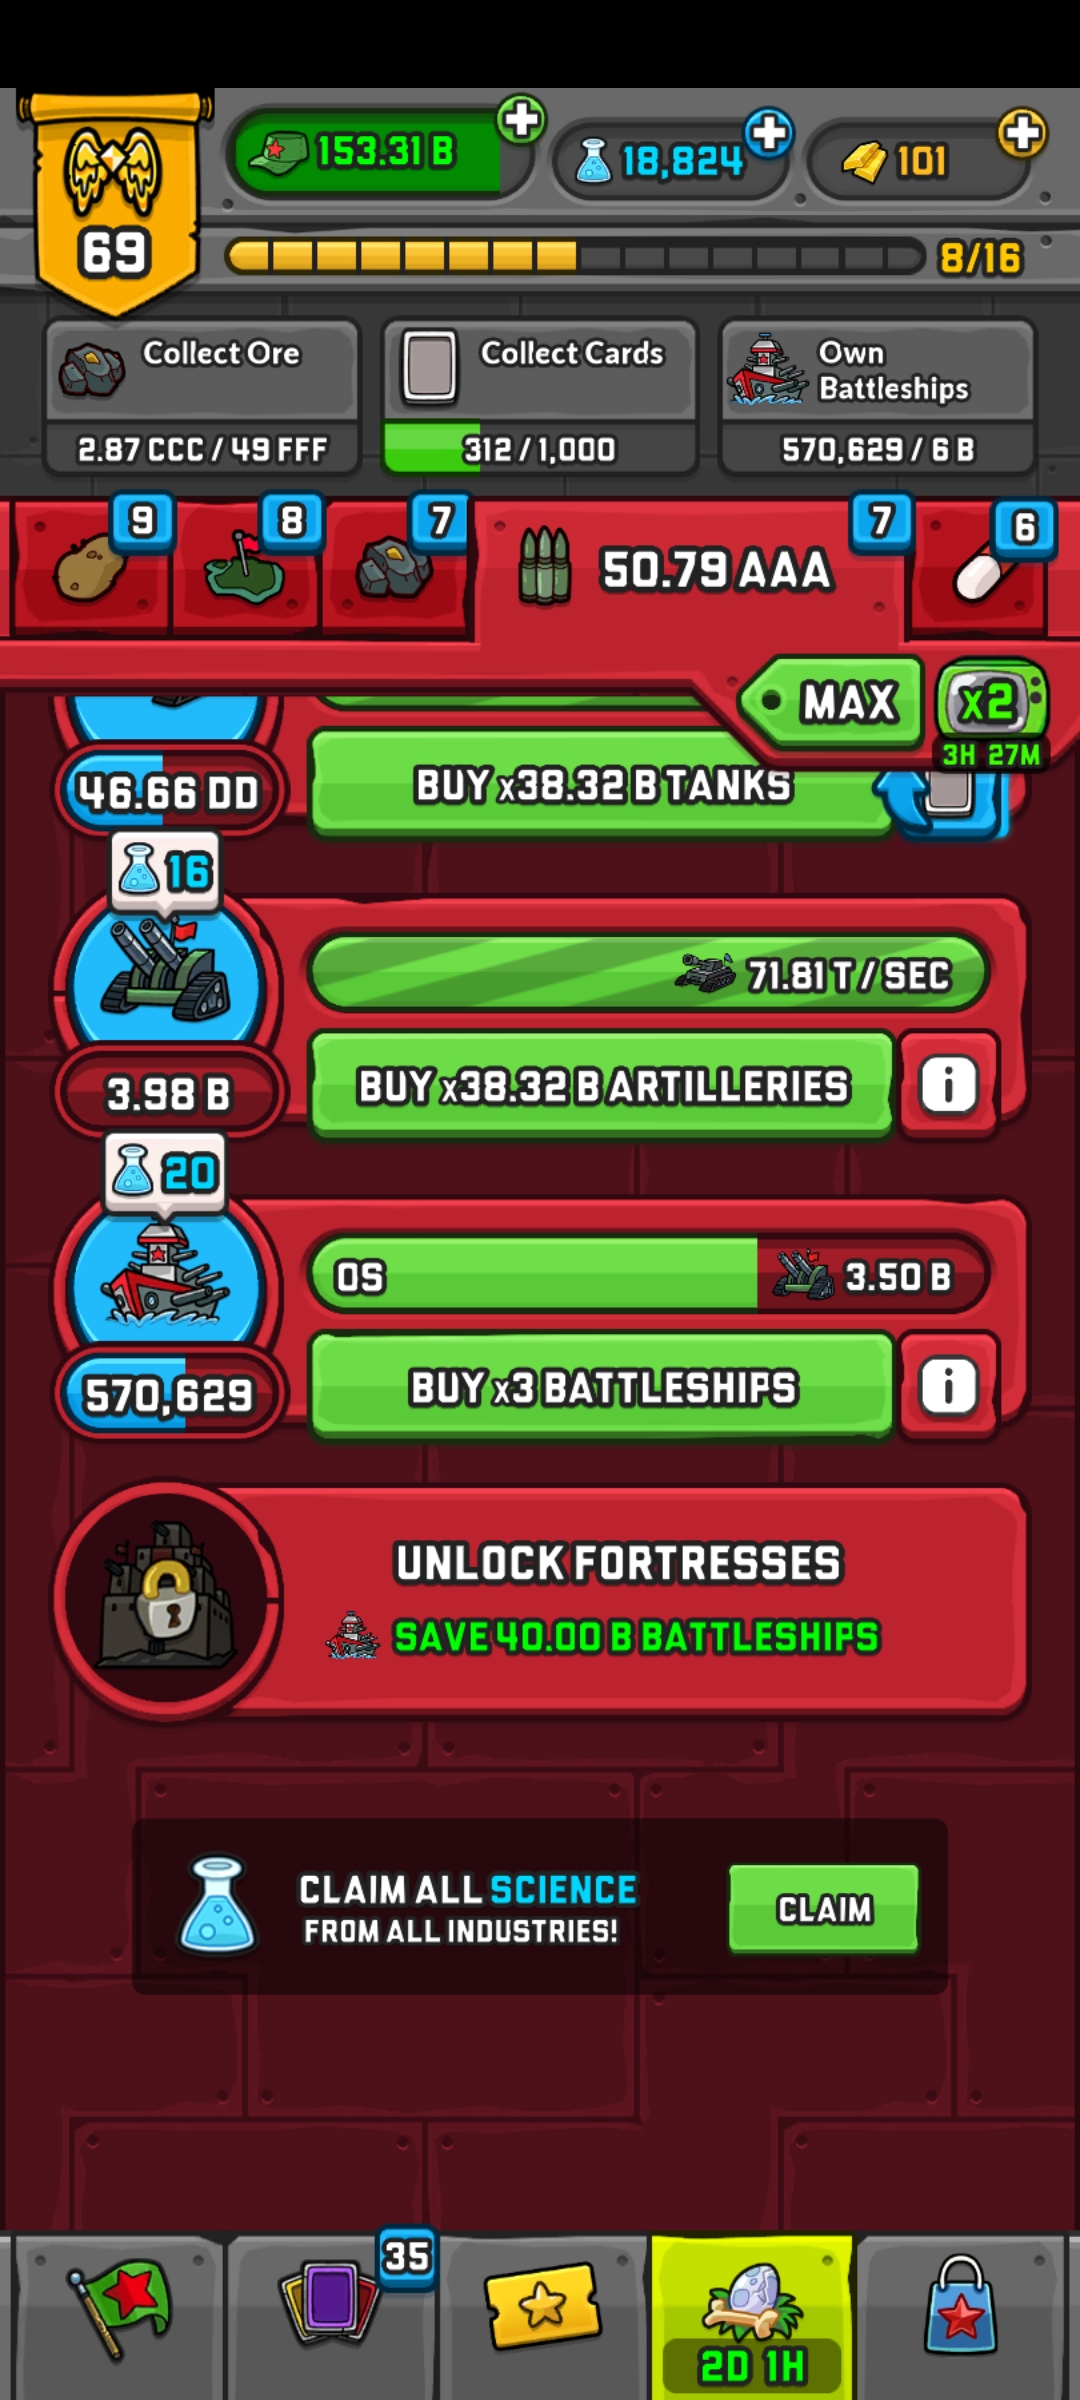 153.31 B
18,824
101
69
8/16
Collect Ore
2.87 CCC / 49 FFF
Collect Cards
312 / 1,000
Own
Battleships
570,629 / 6 B
9
8
7
50.79 AAA
7
6
MAX
x2
3H 27M
46.66 DD
BUY x38.32 B TANKS
16
71.81 T / SEC
3.98 B
BUY x38.32 B ARTILLERIES
i
20
0S
3.50 B
570,629
BUY x3 BATTLESHIPS
i
UNLOCK FORTRESSES
SAVE 40.00 B BATTLESHIPS
CLAIM ALL SCIENCE
FROM ALL INDUSTRIES!
CLAIM
35
2D 1H